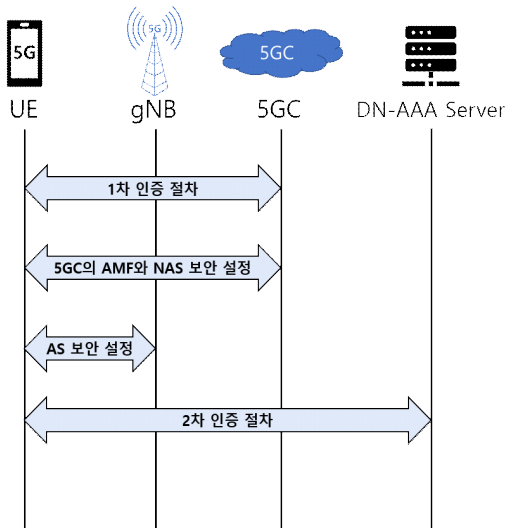 5G
5G
5GC
UE
gNB
5GC
DN-AAA Server
1차 인증 절차
5GC의 AMF와 NAS 보안 설정
AS 보안 설정
2차 인증 절차